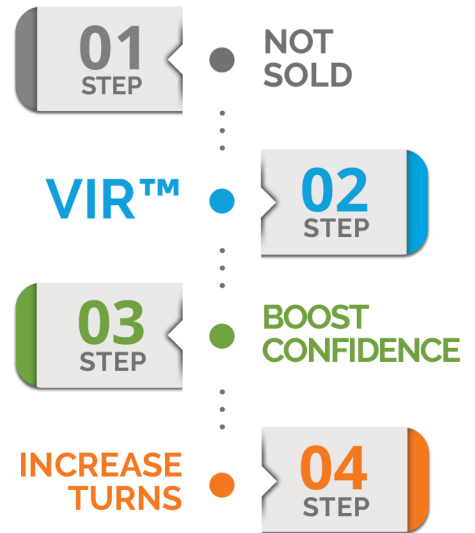 01
STEP
NOT
SOLD
VIR™
02
STEP
03
STEP
BOOST
CONFIDENCE
INCREASE
TURNS
04
STEP